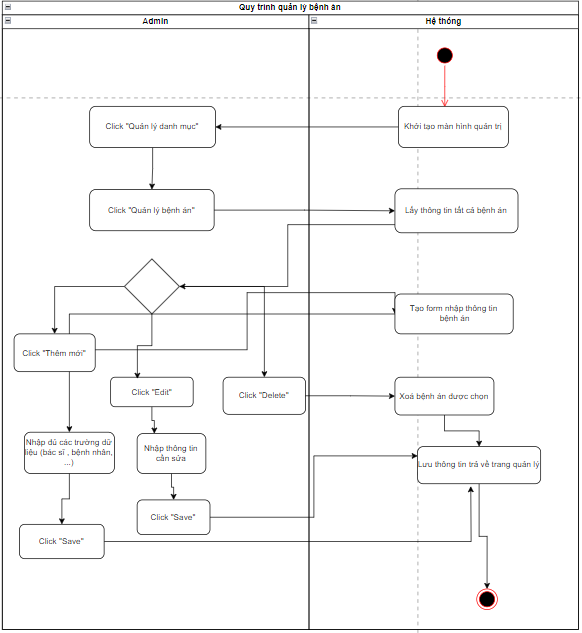 Quy trình quản lý bệnh án
Admin
Hệ thống
Click "Quản lý danh mục"
Khởi tạo màn hình quản trị
Click "Quản lý bệnh án"
Lấy thông tin tất cả bệnh án
Tạo form nhập thông tin
bệnh án
Click "Thêm mới"
Click "Edit"
Click "Delete"
Xoá bệnh án được chọn
Nhập đủ các trường dữ
liệu (bác sĩ , bệnh nhân,
...)
Nhập thông tin
cần sửa
Lưu thông tin trả về trang quản lý
Click "Save"
Click "Save"